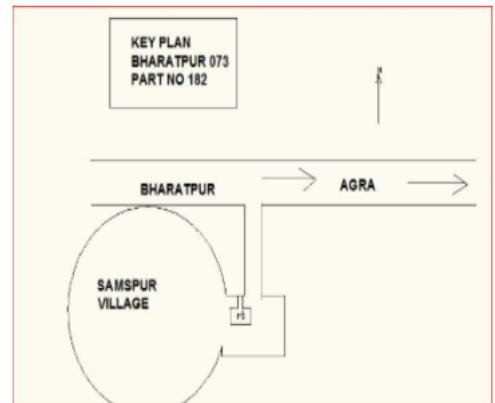 KEY PLAN
BHARATPUR 073
PART NO 182
N
BHARATPUR
AGRA
SAMSPUR
VILLAGE
PS